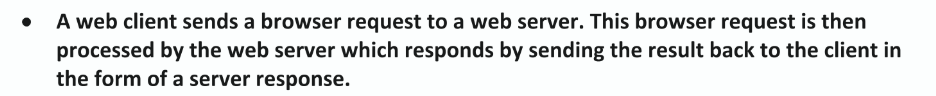 • A web client sends a browser request to a web server. This browser request is then
processed by the web server which responds by sending the result back to the client in
the form of a server response.